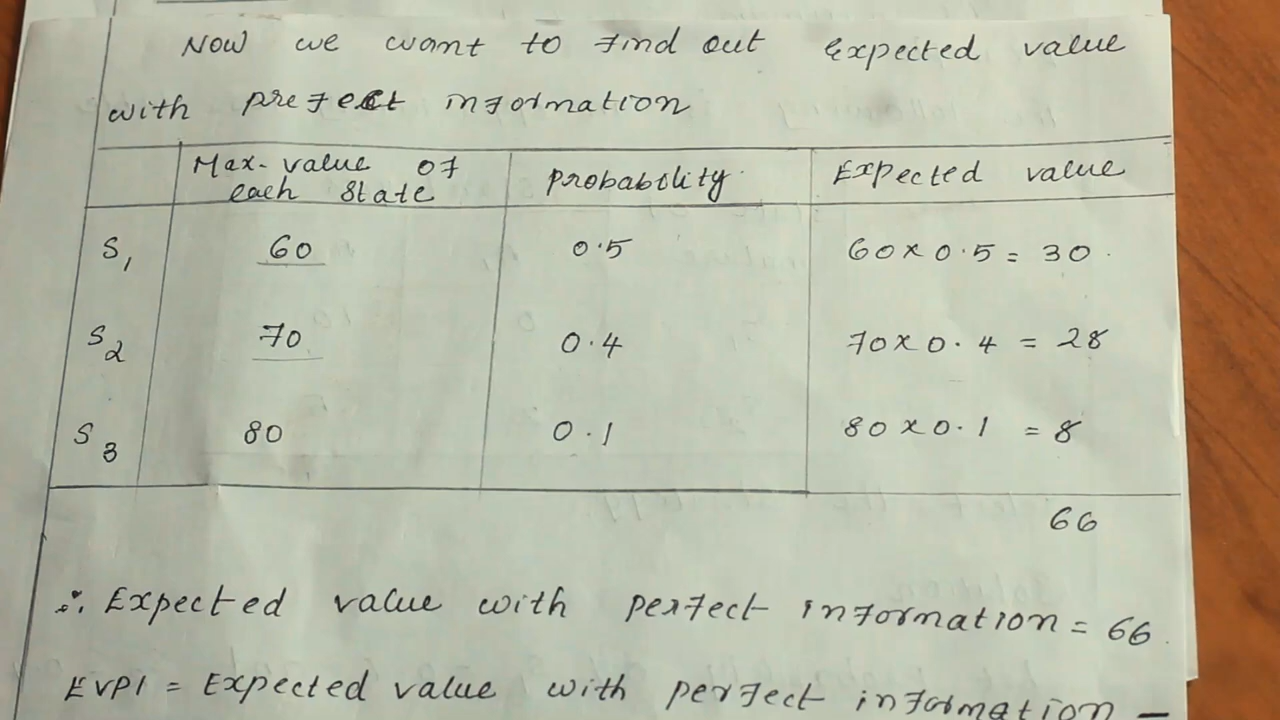 Now we want to find out expected value
with prefect information
Max-value of each state probability Expected value
S1 60 0.5 60x0.5 = 30
S2 70 0.4 70x0.4 = 28
S3 80 0.1 80x0.1 = 8
66
∴ Expected value with perfect information = 66
EVPI = Expected value with perfect information -